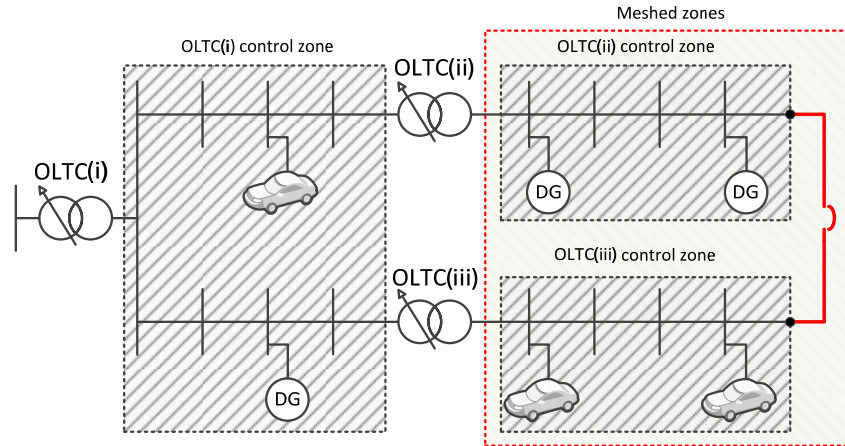 Meshed zones
OLTC(i) control zone
OLTC(ii) control zone
OLTC(ii)
OLTC(i)
DG
DG
OLTC(iii) control zone
OLTC(iii)
DG